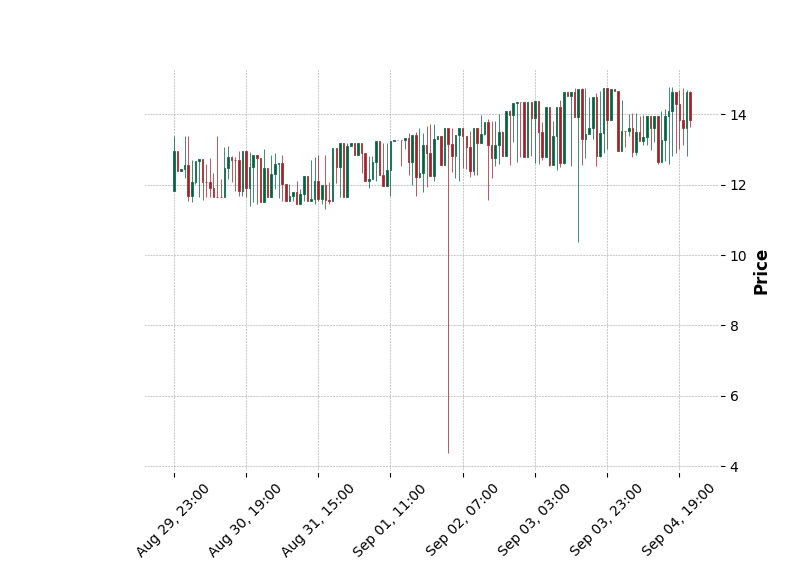 14
12
10
8
6
4
Price
Aug 29, 23:00
Aug 30, 19:00
Aug 31, 15:00
Sep 01, 11:00
Sep 02, 07:00
Sep 03, 03:00
Sep 03, 23:00
Sep 04, 19:00